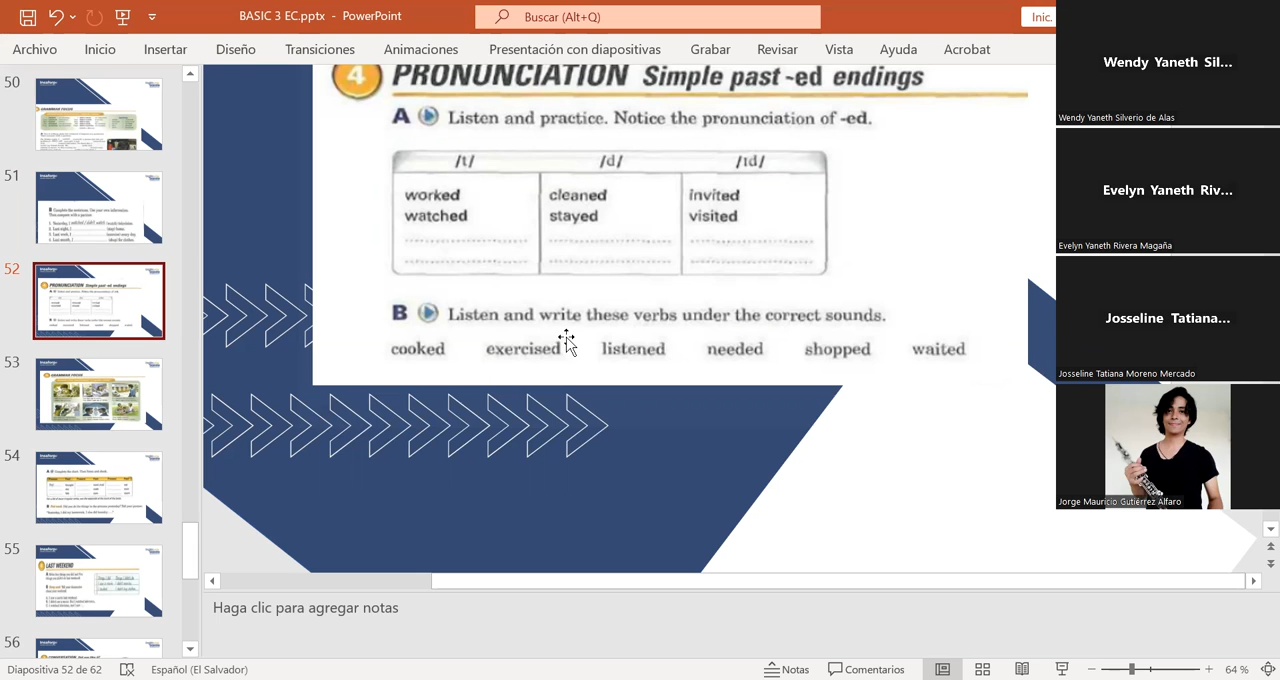 BASIC 3 EC.pptx - PowerPoint
Buscar (Alt+Q)
Inic.
Archivo Inicio Insertar Diseño Transiciones Animaciones Presentación con diapositivas Grabar Revisar Vista Ayuda Acrobat
50
51
52
53
54
55
56
4 PRONUNCIATION Simple past -ed endings
A Listen and practice. Notice the pronunciation of -ed.
/t/ /d/ /ɪd/
worked cleaned invited
watched stayed visited
B Listen and write these verbs under the correct sounds.
cooked exercised listened needed shopped waited
Wendy Yaneth Sil...
Wendy Yaneth Silverio de Alas
Evelyn Yaneth Riv...
Evelyn Yaneth Rivera Magaña
Josseline Tatiana...
Josseline Tatiana Moreno Mercado
Jorge Mauricio Gutiérrez Alfaro
Haga clic para agregar notas
Diapositiva 52 de 62 Español (El Salvador) Notas Comentarios 64 %